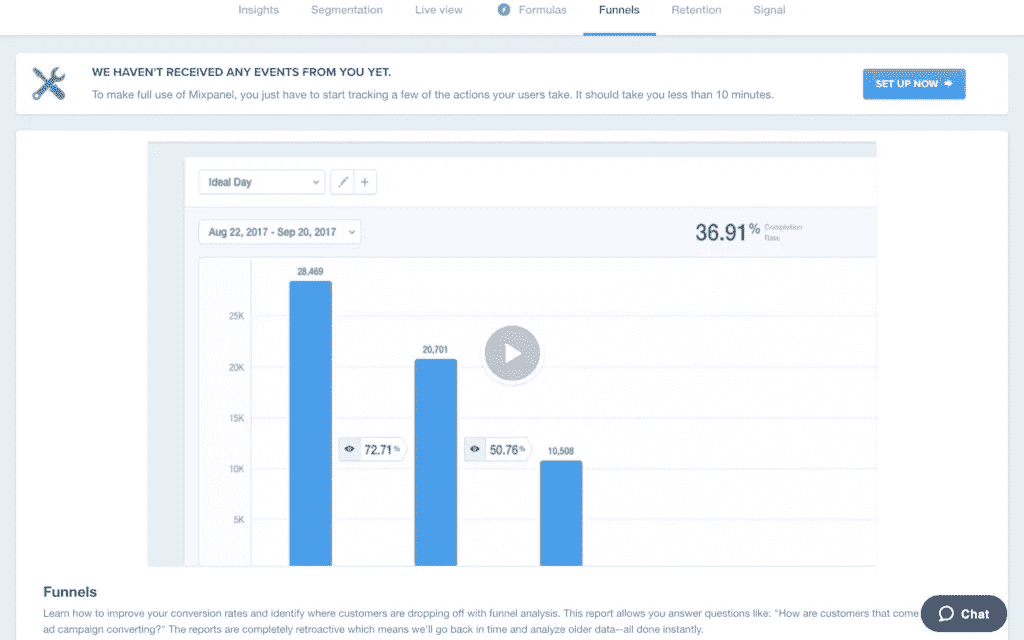 Insights Segmentation Live view Formulas Funnels Retention Signal
WE HAVEN'T RECEIVED ANY EVENTS FROM YOU YET.
To make full use of Mixpanel, you just have to start tracking a few of the actions your users take. It should take you less than 10 minutes.
SET UP NOW
Ideal Day
+
Aug 22, 2017 - Sep 20, 2017
36.91% Completion
Rate
28,469
25K
20,701
20K
15K
72.71%
50.76%
10,508
10K
5K
Funnels
Learn how to improve your conversion rates and identify where customers are dropping off with funnel analysis. This report allows you answer questions like: "How are customers that come
ad campaign converting?" The reports are completely retroactive which means we'll go back in time and analyze older data--all done instantly.
Chat